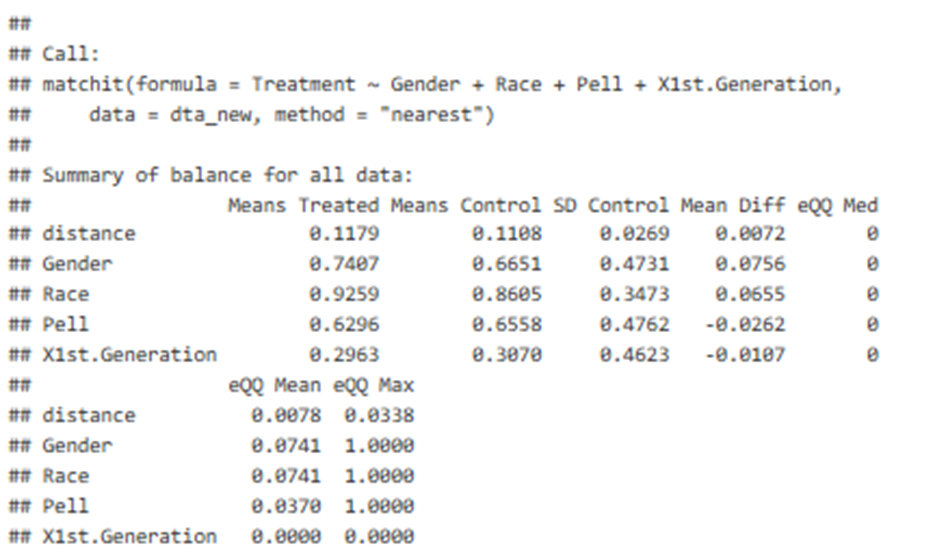 ##
## Call:
## matchit(formula = Treatment ~ Gender + Race + Pell + X1st.Generation,
##     data = dta_new, method = "nearest")
##
## Summary of balance for all data:
##                 Means Treated Means Control SD Control Mean Diff eQQ Med
## distance               0.1179        0.1108     0.0269    0.0072       0
## Gender                 0.7407        0.6651     0.4731    0.0756       0
## Race                   0.9259        0.8605     0.3473    0.0655       0
## Pell                   0.6296        0.6558     0.4762   -0.0262       0
## X1st.Generation        0.2963        0.3070     0.4623   -0.0107       0
##                 eQQ Mean eQQ Max
## distance          0.0078  0.0338
## Gender            0.0741  1.0000
## Race              0.0741  1.0000
## Pell              0.0370  1.0000
## X1st.Generation   0.0000  0.0000